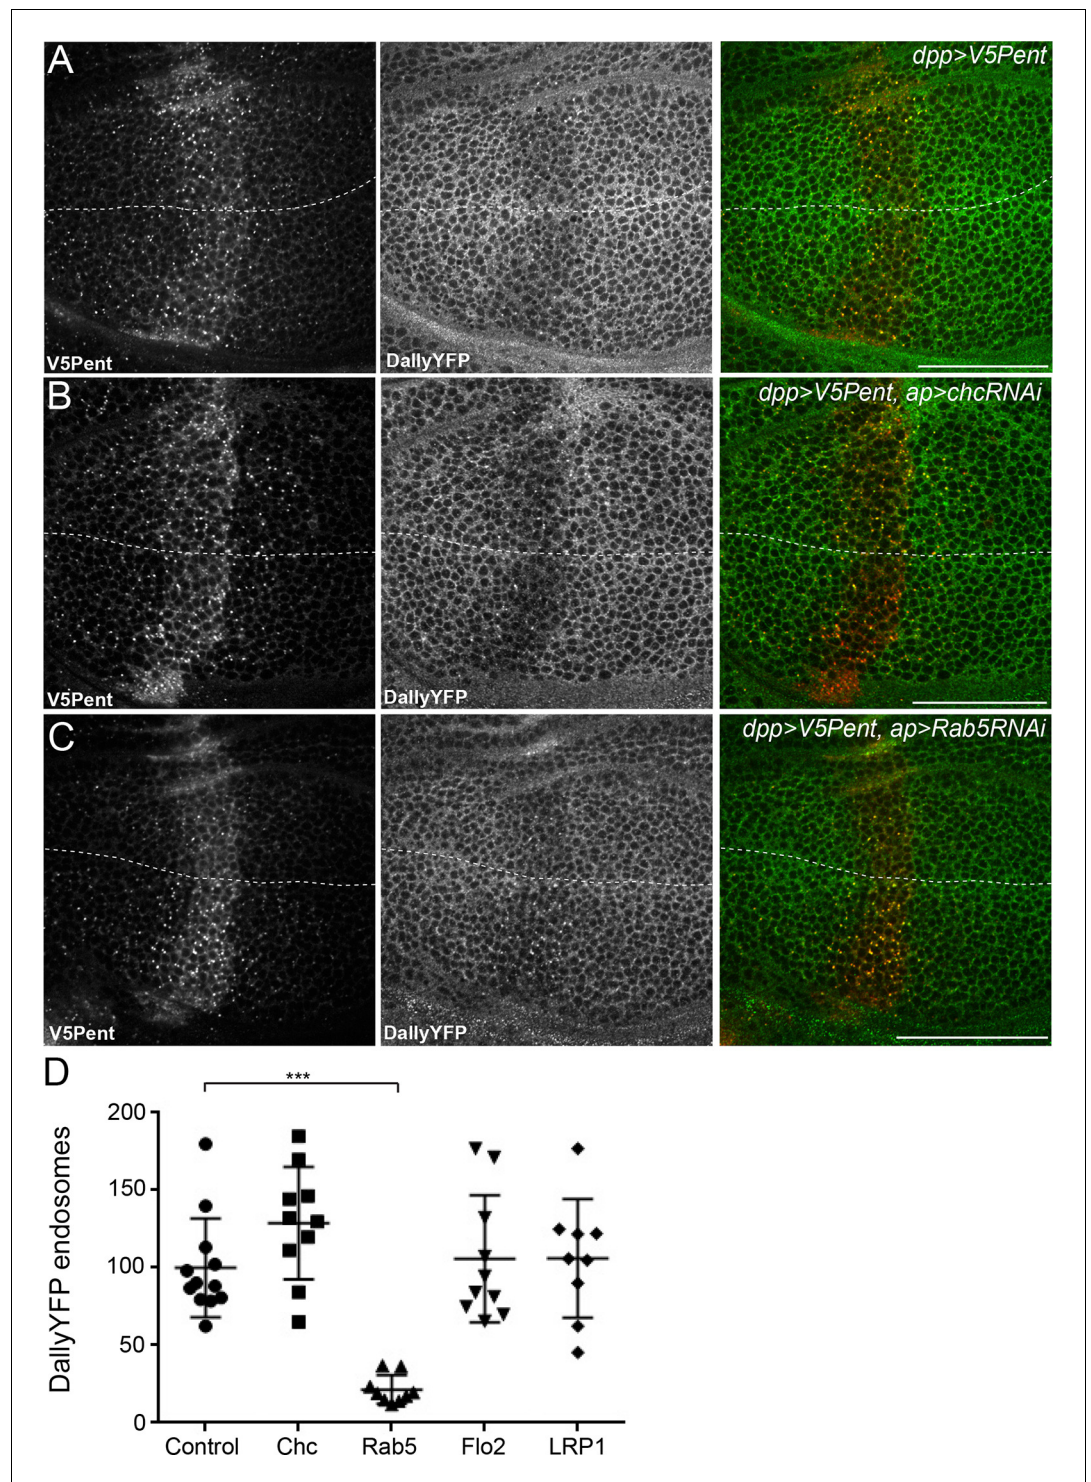 A
dpp>V5Pent
V5Pent
DallyYFP
B
dpp>V5Pent, ap>chcRNAi
V5Pent
DallyYFP
C
dpp>V5Pent, ap>Rab5RNAi
V5Pent
DallyYFP
D
***
200
150
100
50
0
DallyYFP endosomes
Control Chc Rab5 Flo2 LRP1